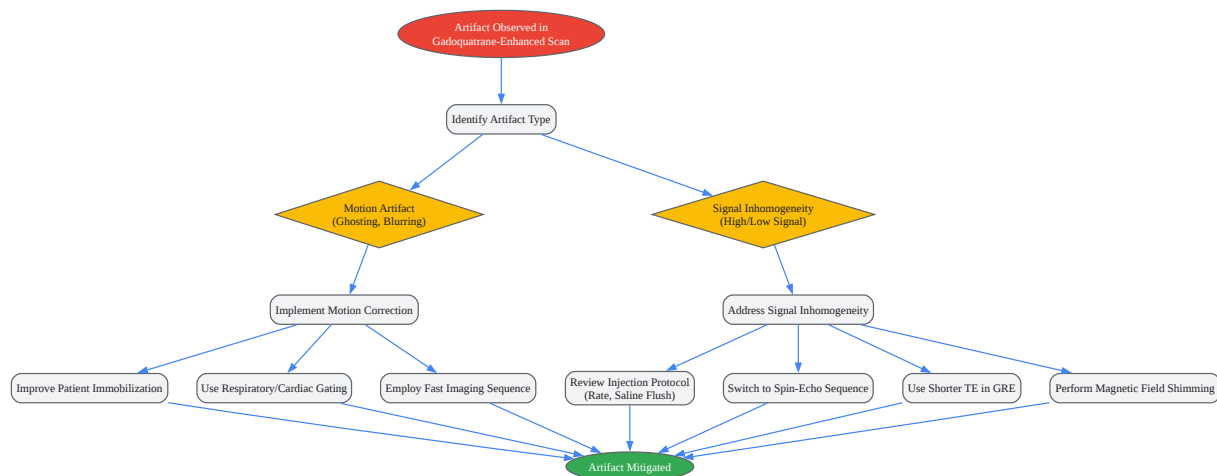 Artifact Observed in
Gadoquatrane-Enhanced Scan
Identify Artifact Type
Motion Artifact
(Ghosting, Blurring)
Signal Inhomogeneity
(High/Low Signal)
Implement Motion Correction
Address Signal Inhomogeneity
Improve Patient Immobilization
Use Respiratory/Cardiac Gating
Employ Fast Imaging Sequence
Review Injection Protocol
(Rate, Saline Flush)
Switch to Spin-Echo Sequence
Use Shorter TE in GRE
Perform Magnetic Field Shimming
Artifact Mitigated